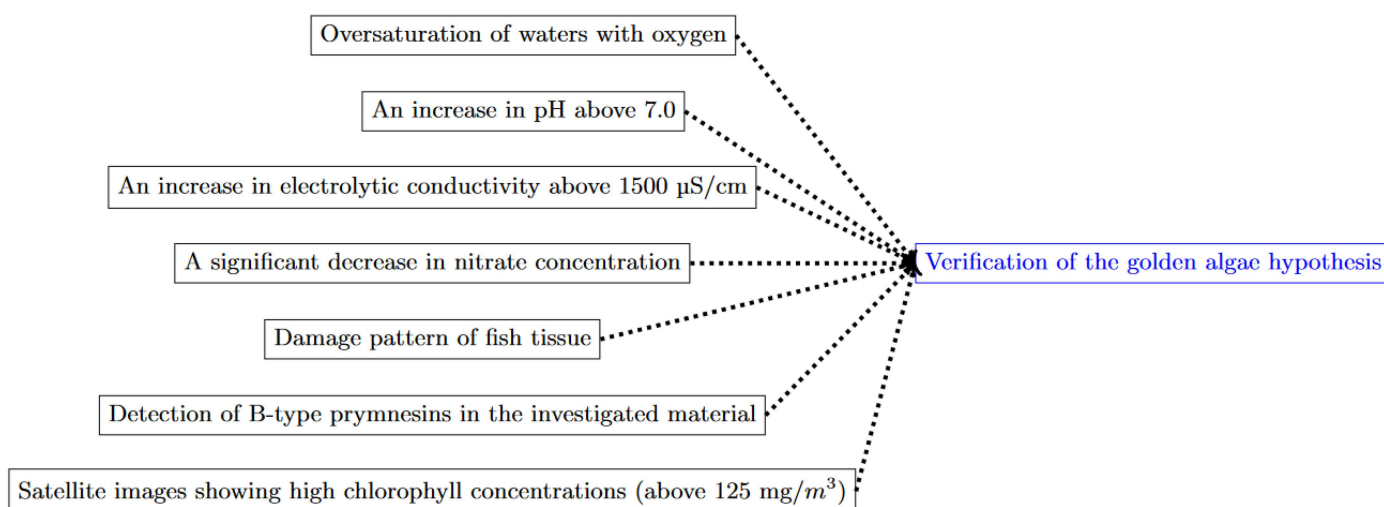 Oversaturation of waters with oxygen
An increase in pH above 7.0
An increase in electrolytic conductivity above 1500 µS/cm
A significant decrease in nitrate concentration
Verification of the golden algae hypothesis
Damage pattern of fish tissue
Detection of B-type prymnesins in the investigated material
Satellite images showing high chlorophyll concentrations (above 125 mg/m³)